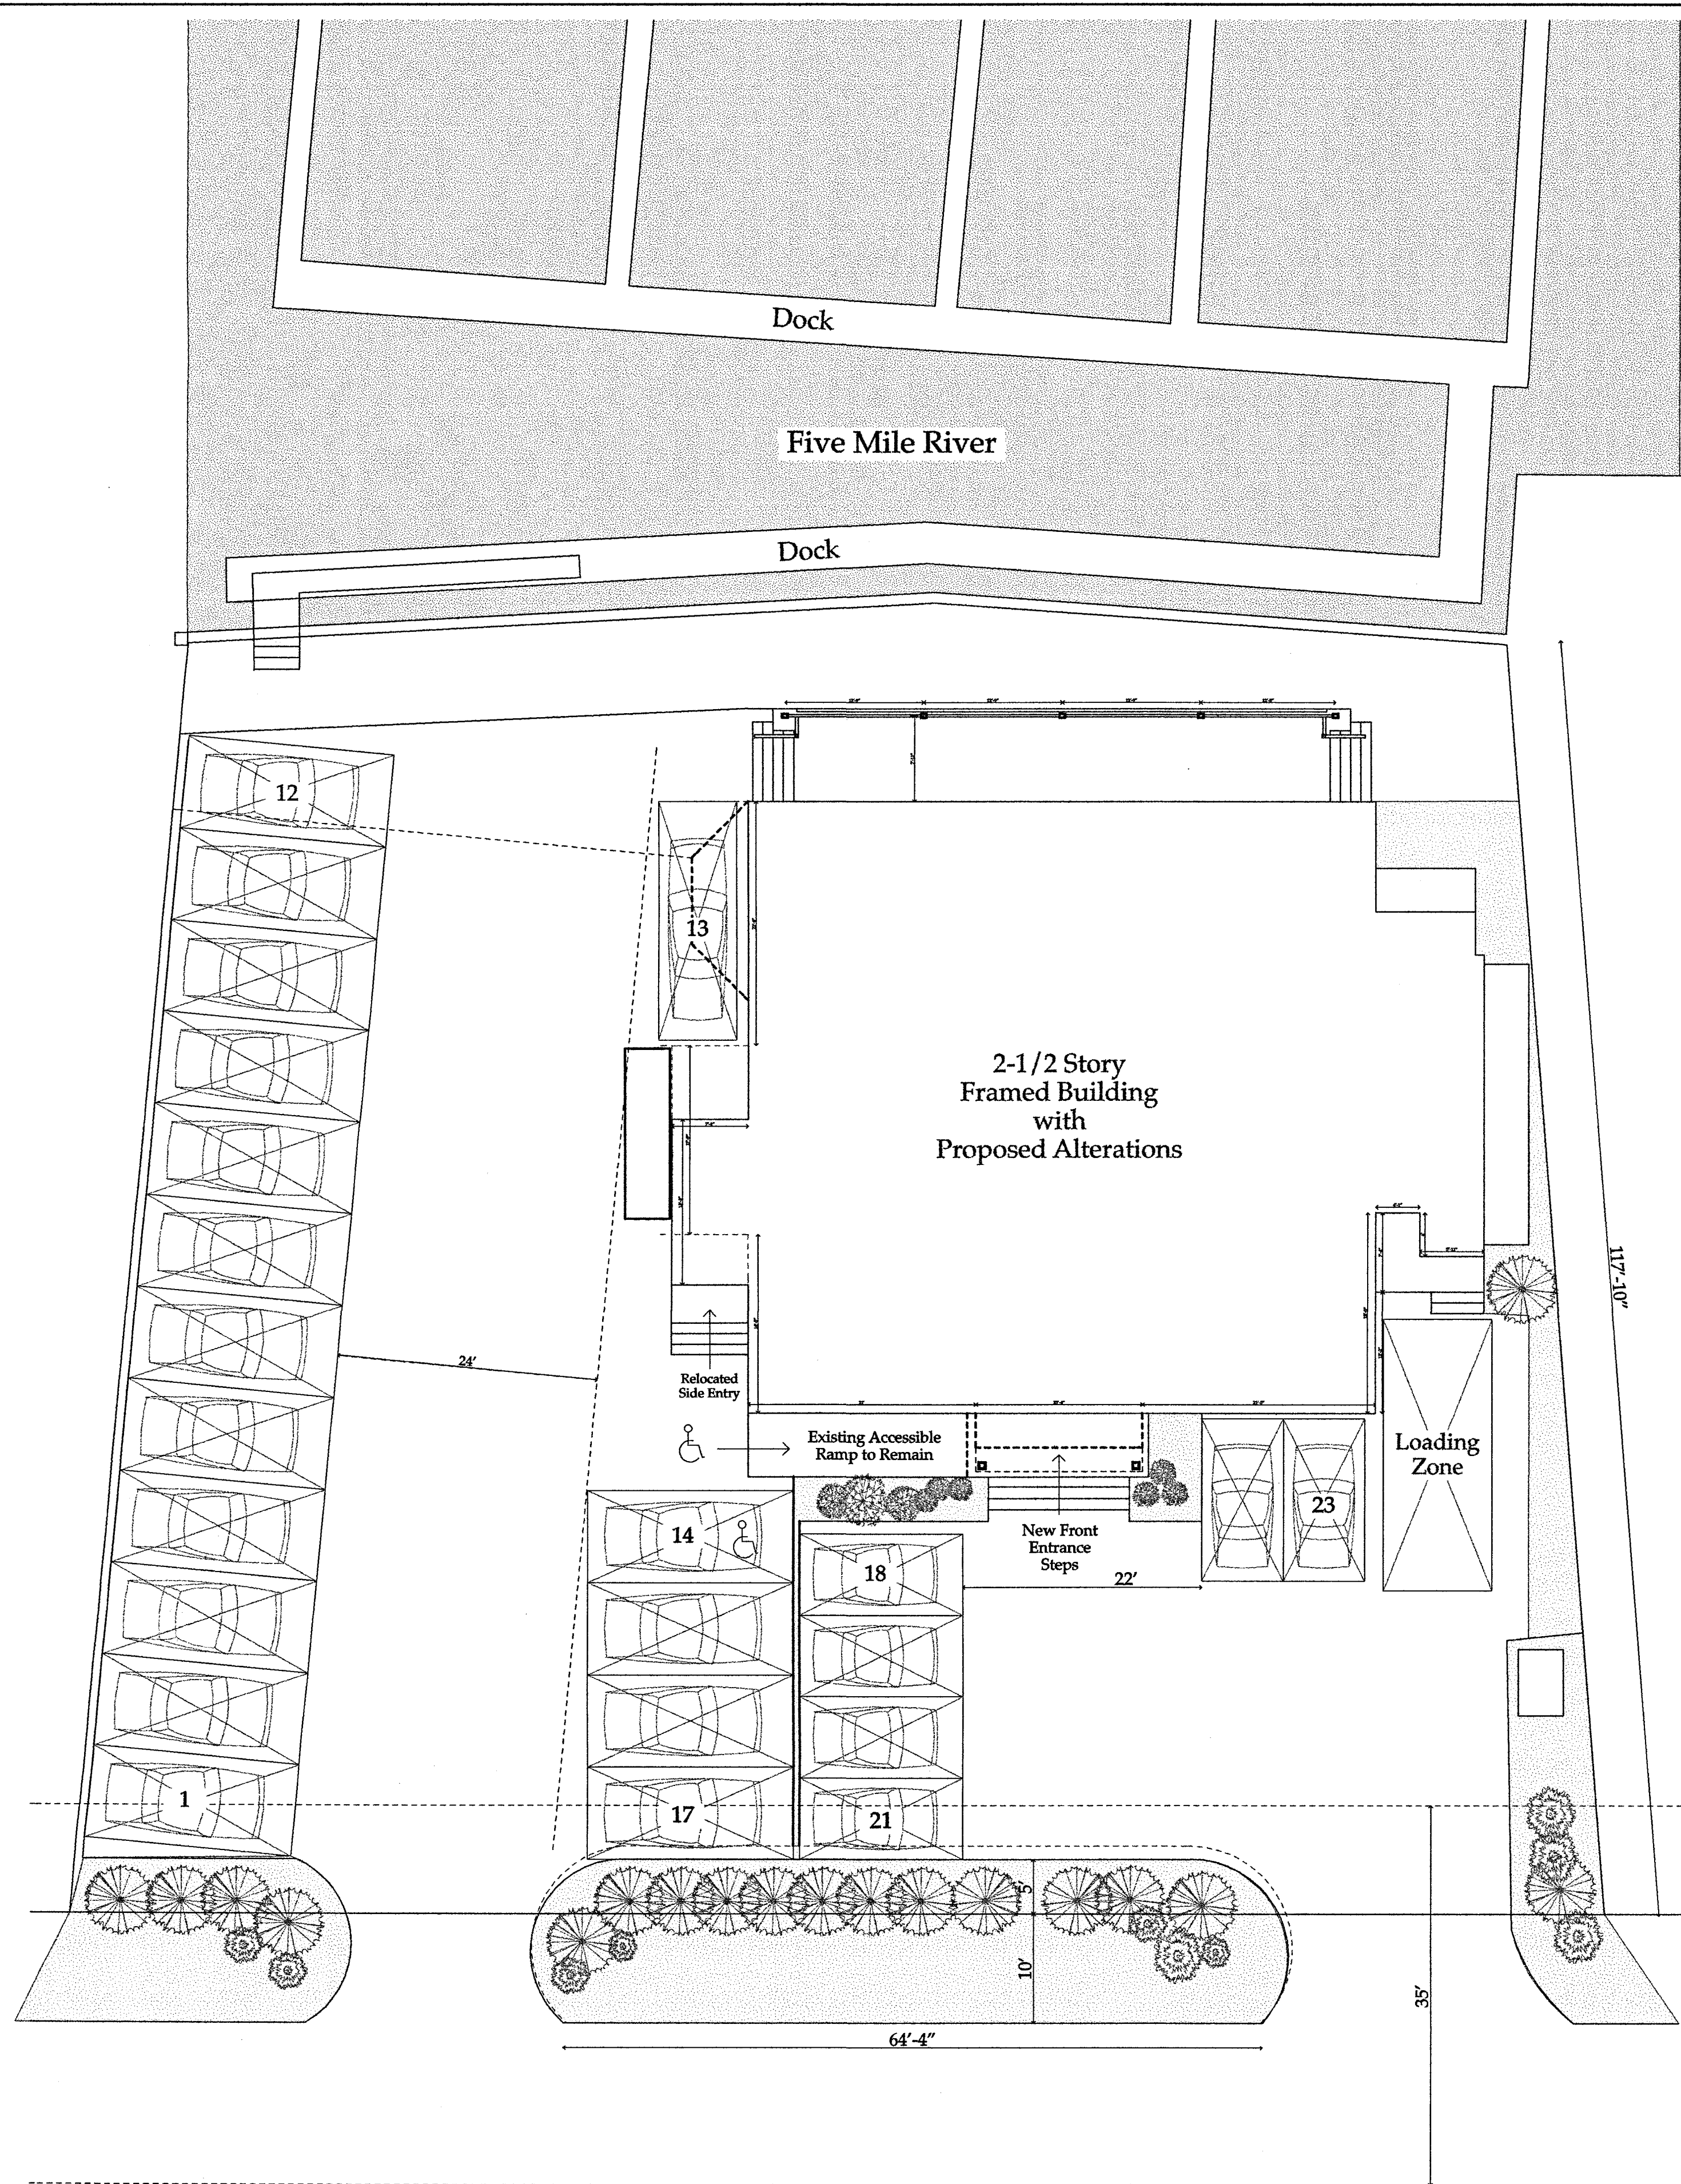 Dock
Five Mile River
Dock
12
13
2-1/2 Story
Framed Building
with
Proposed Alterations
117'-10"
24'
Relocated
Side Entry
Existing Accessible
Ramp to Remain
Loading
Zone
14
18
New Front
Entrance
Steps
23
22'
1
17
21
5'
10'
35'
64'-4"